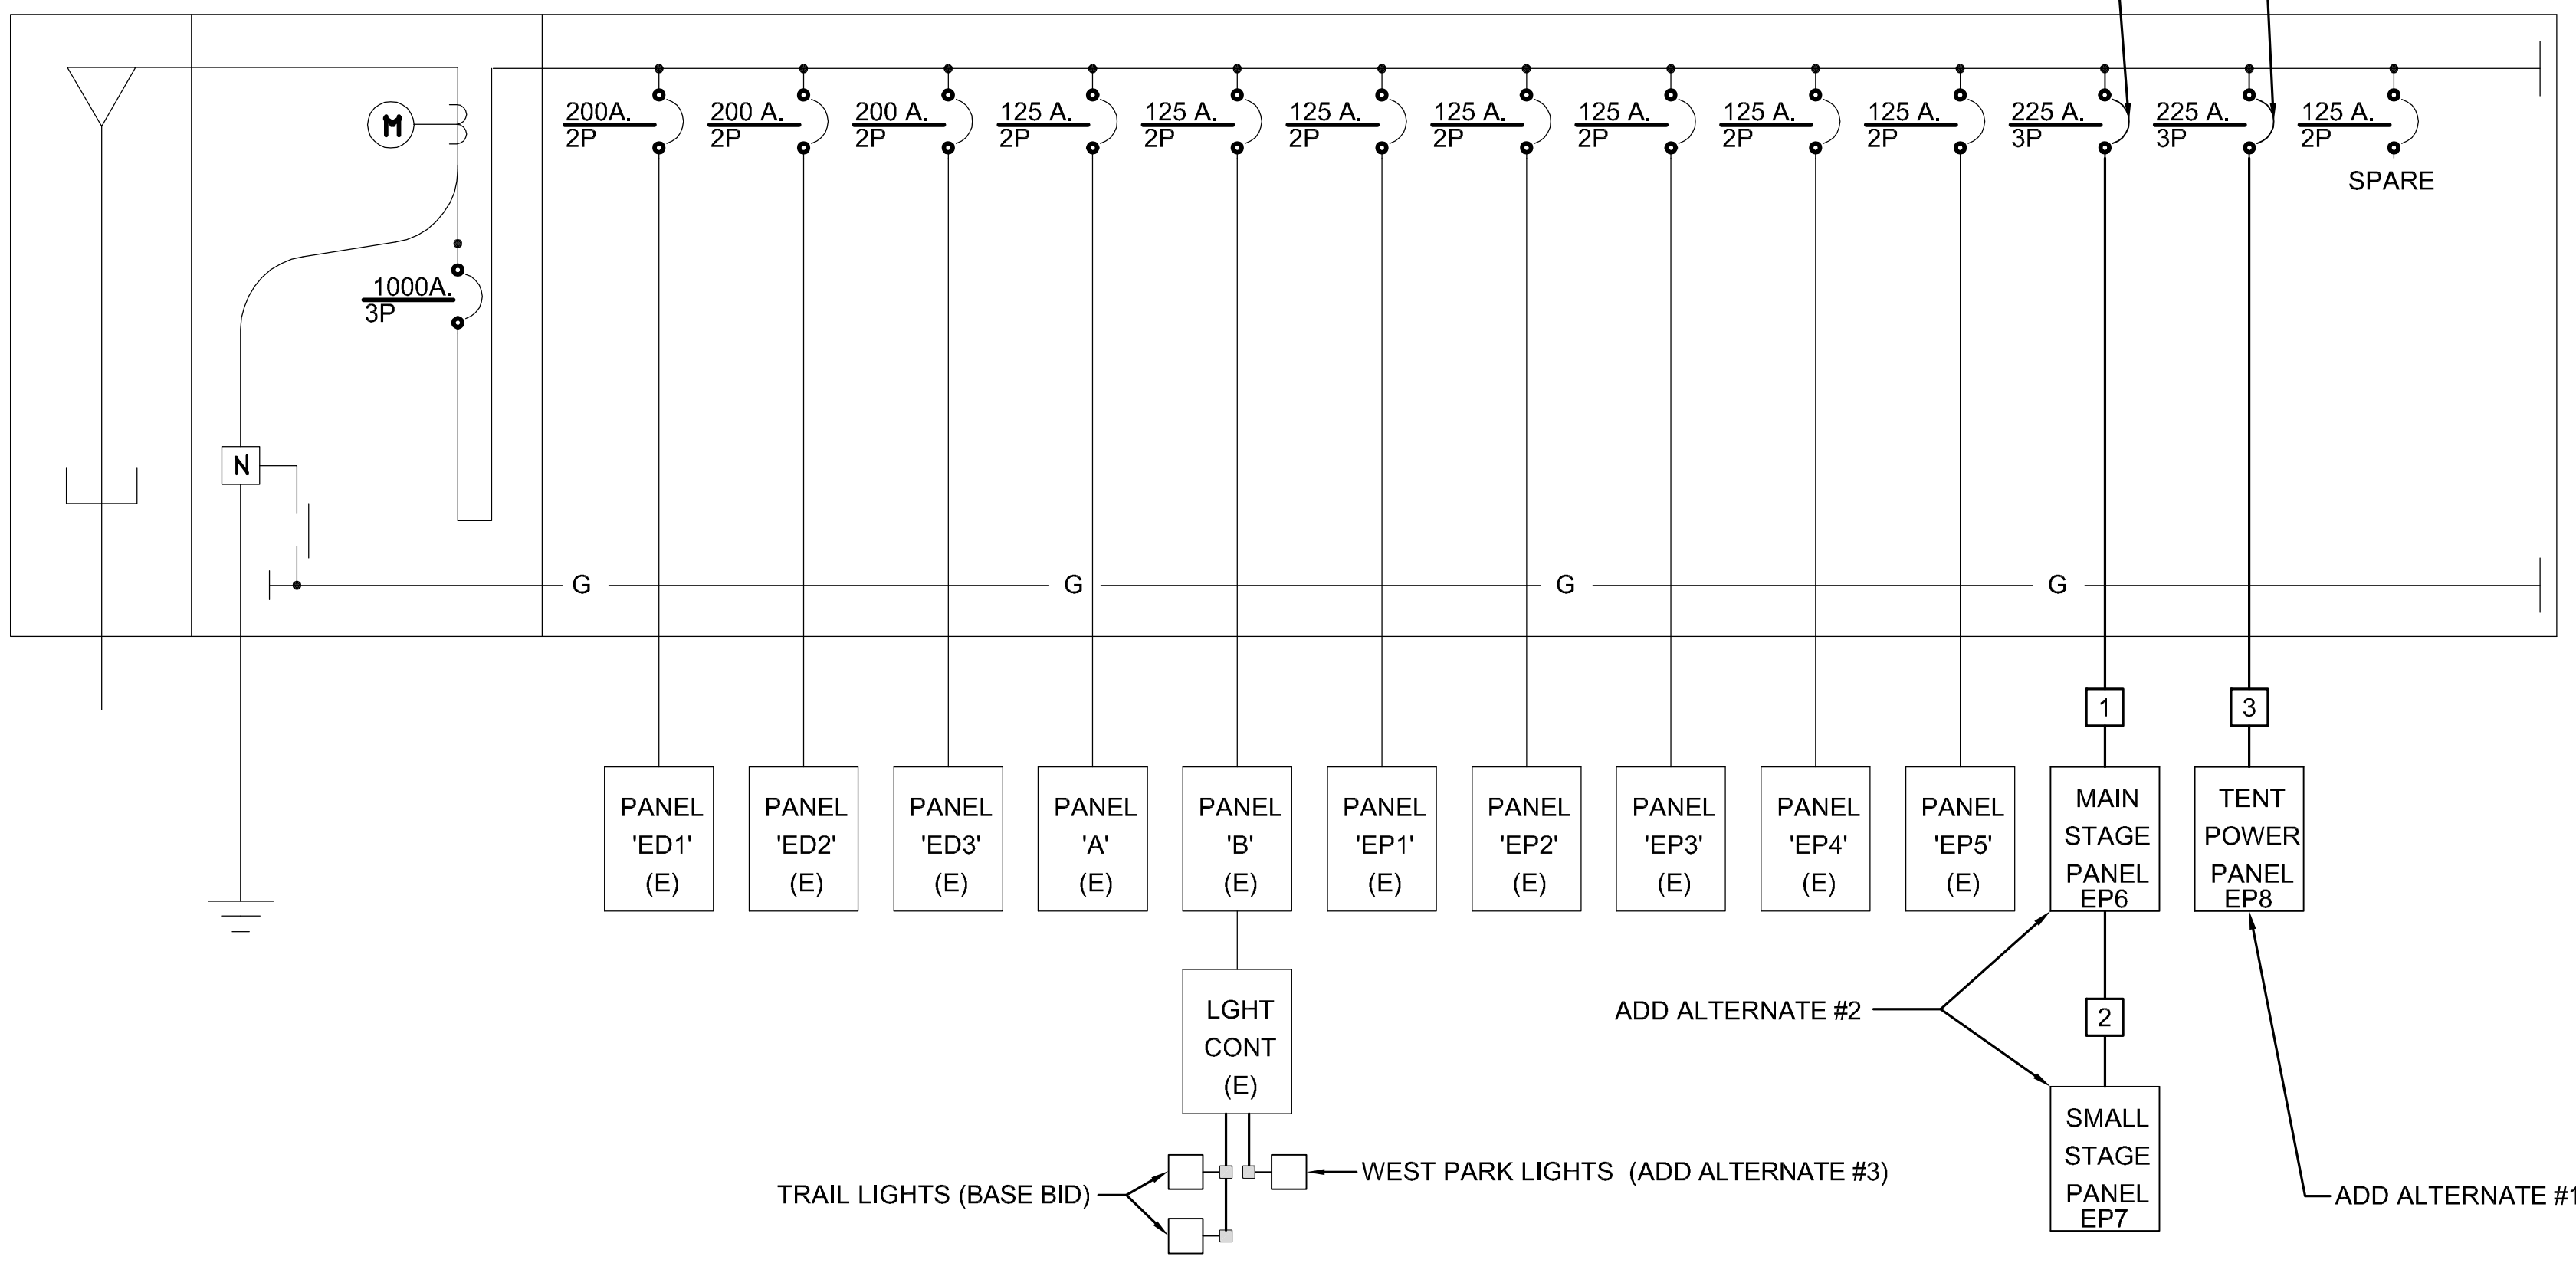 200A.
2P
200 A.
2P
200 A.
2P
125 A.
2P
125 A.
2P
125 A.
2P
125 A.
2P
125 A.
2P
125 A.
2P
125 A.
2P
225 A.
3P
225 A.
3P
125 A.
2P
SPARE
M
1000A.
3P
N
G
G
G
G
1
3
PANEL
'ED1'
(E)
PANEL
'ED2'
(E)
PANEL
'ED3'
(E)
PANEL
'A'
(E)
PANEL
'B'
(E)
PANEL
'EP1'
(E)
PANEL
'EP2'
(E)
PANEL
'EP3'
(E)
PANEL
'EP4'
(E)
PANEL
'EP5'
(E)
MAIN
STAGE
PANEL
EP6
TENT
POWER
PANEL
EP8
LGHT
CONT
(E)
ADD ALTERNATE #2
2
SMALL
STAGE
PANEL
EP7
TRAIL LIGHTS (BASE BID)
WEST PARK LIGHTS (ADD ALTERNATE #3)
ADD ALTERNATE #1